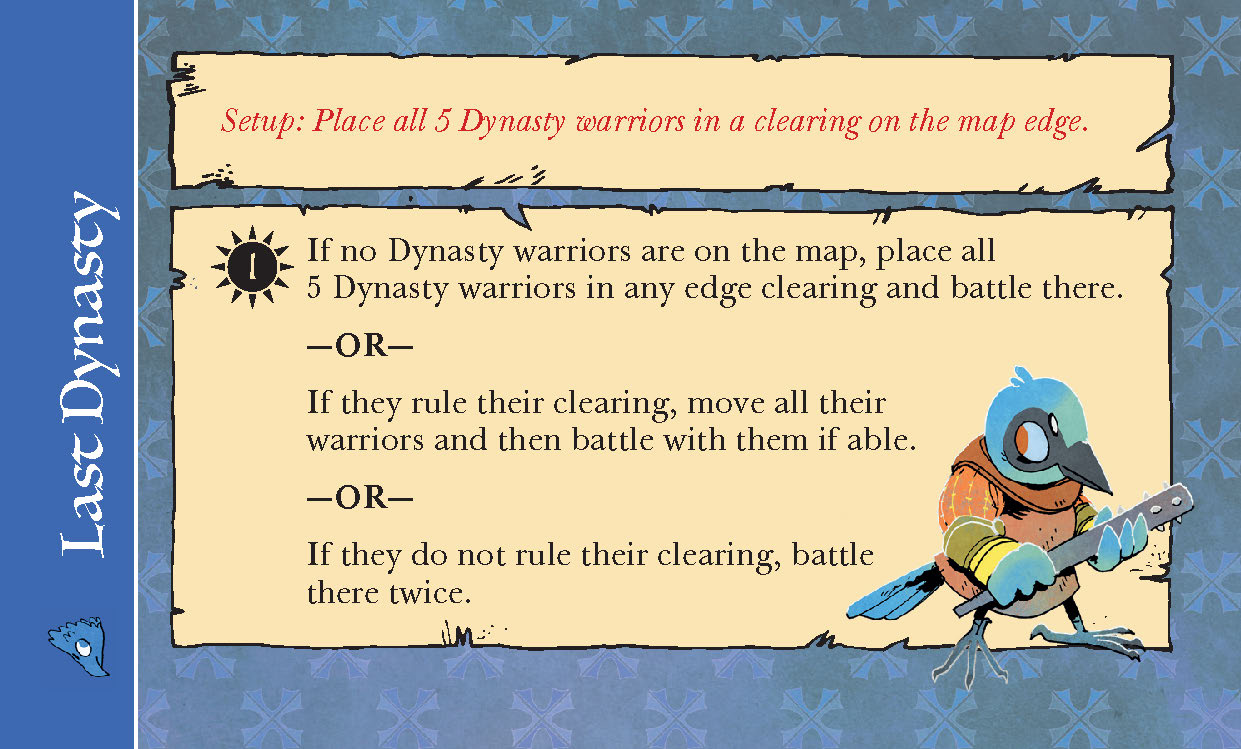 Last Dynasty
Setup: Place all 5 Dynasty warriors in a clearing on the map edge.
1
If no Dynasty warriors are on the map, place all
5 Dynasty warriors in any edge clearing and battle there.
—OR—
If they rule their clearing, move all their
warriors and then battle with them if able.
—OR—
If they do not rule their clearing, battle
there twice.